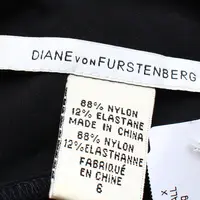 DIANE VON FURSTENBERG
88% NYLON
12% ELASTANE
MADE IN CHINA
88% NYLON
12% ELASTHANNE
FABRIQUÉ
EN CHINE
6